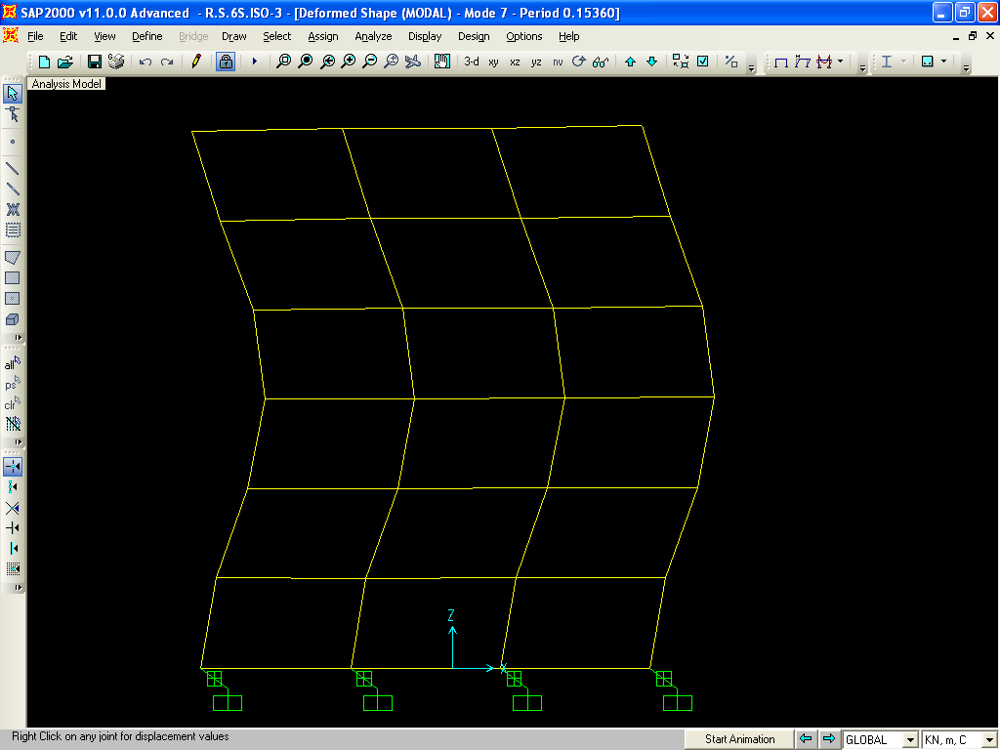 SAP2000 v11.0.0 Advanced - R.S.6S.ISO-3 - [Deformed Shape (MODAL) - Mode 7 - Period 0.15360]
File Edit View Define Bridge Draw Select Assign Analyze Display Design Options Help
3-d xy xz yz nv
Analysis Model
all
ps
clr
Z
X
Right Click on any joint for displacement values
Start Animation
GLOBAL
KN, m, C